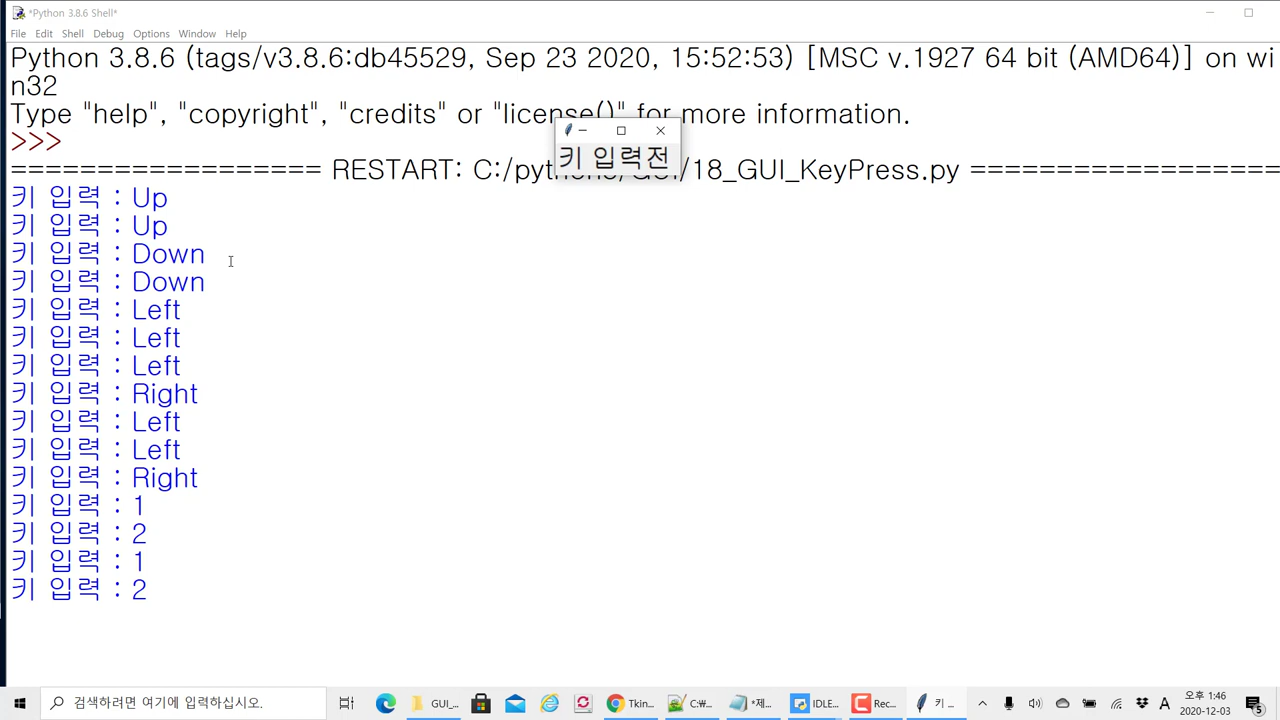 *Python 3.8.6 Shell*
File Edit Shell Debug Options Window Help
Python 3.8.6 (tags/v3.8.6:db45529, Sep 23 2020, 15:52:53) [MSC v.1927 64 bit (AMD64)] on wi
n32
Type "help", "copyright", "credits" or "license()" for more information.
>>>
키 입력전
=================== RESTART: C:/py /18_GUI_KeyPress.py ===================
키 입력 : Up
키 입력 : Up
키 입력 : Down
키 입력 : Down
키 입력 : Left
키 입력 : Left
키 입력 : Left
키 입력 : Right
키 입력 : Left
키 입력 : Left
키 입력 : Right
키 입력 : 1
키 입력 : 2
키 입력 : 1
키 입력 : 2
검색하려면 여기에 입력하십시오.
GUI_... Tkin... C:₩... *제... IDLE... Rec... 키 ... A
오후 1:46
2020-12-03
5